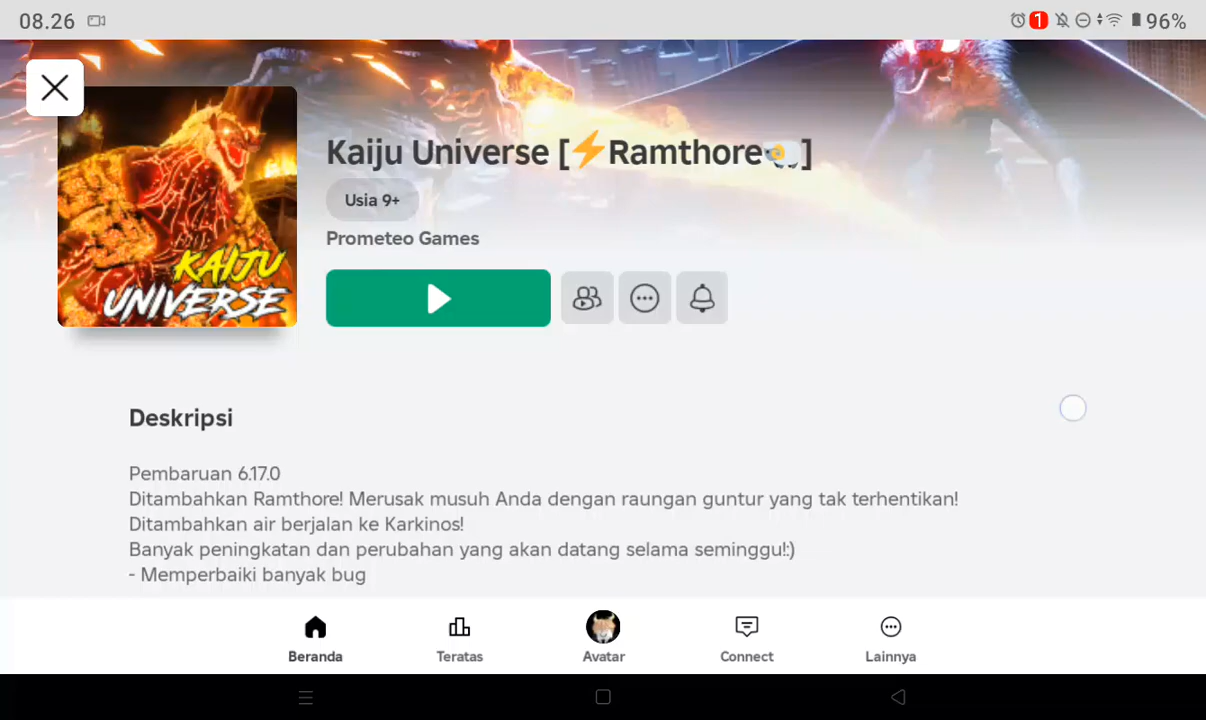 08.26
1
96%
Kaiju Universe [⚡Ramthore🐏]
Usia 9+
Prometeo Games
KAIJU
UNIVERSE
Deskripsi
Pembaruan 6.17.0
Ditambahkan Ramthore! Merusak musuh Anda dengan raungan guntur yang tak terhentikan!
Ditambahkan air berjalan ke Karkinos!
Banyak peningkatan dan perubahan yang akan datang selama seminggu!:)
- Memperbaiki banyak bug
Beranda
Teratas
Avatar
Connect
Lainnya